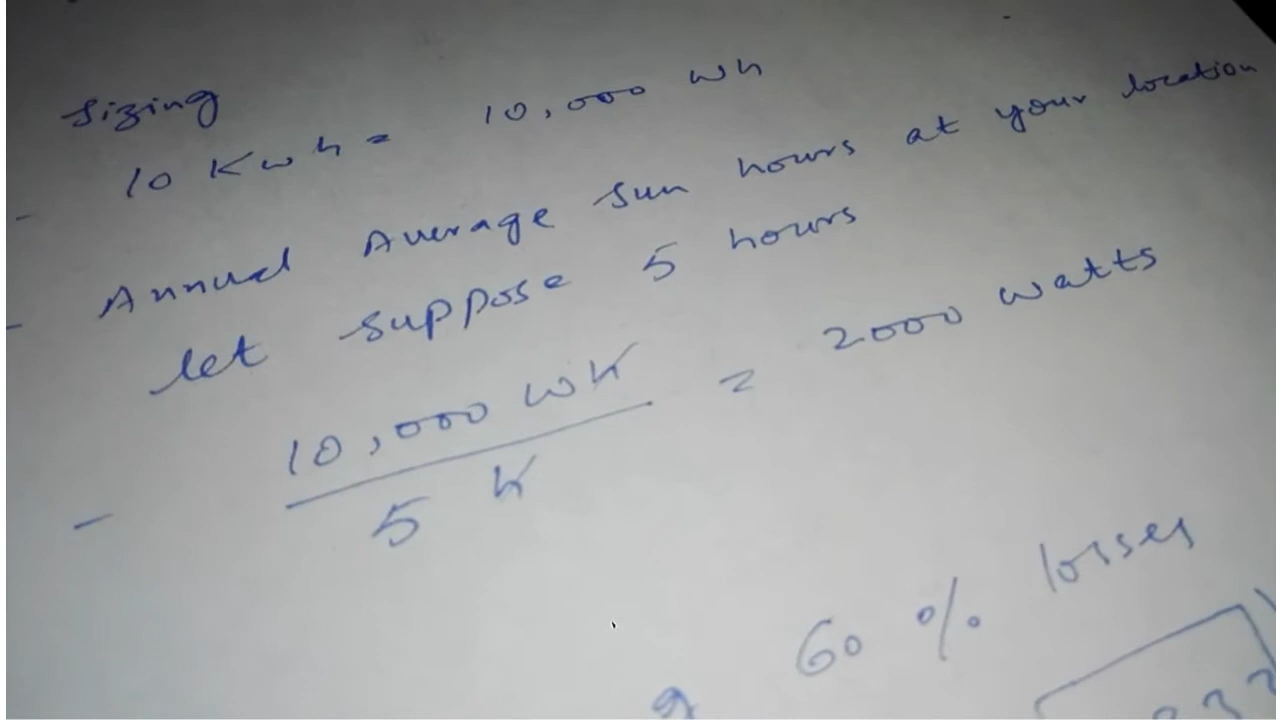 Sizing
- 10 Kwh = 10,000 Wh
- Annual Average Sun hours at your location
let suppose 5 hours
- 10,000 Wh
5 h
= 2000 watts
60 % losses